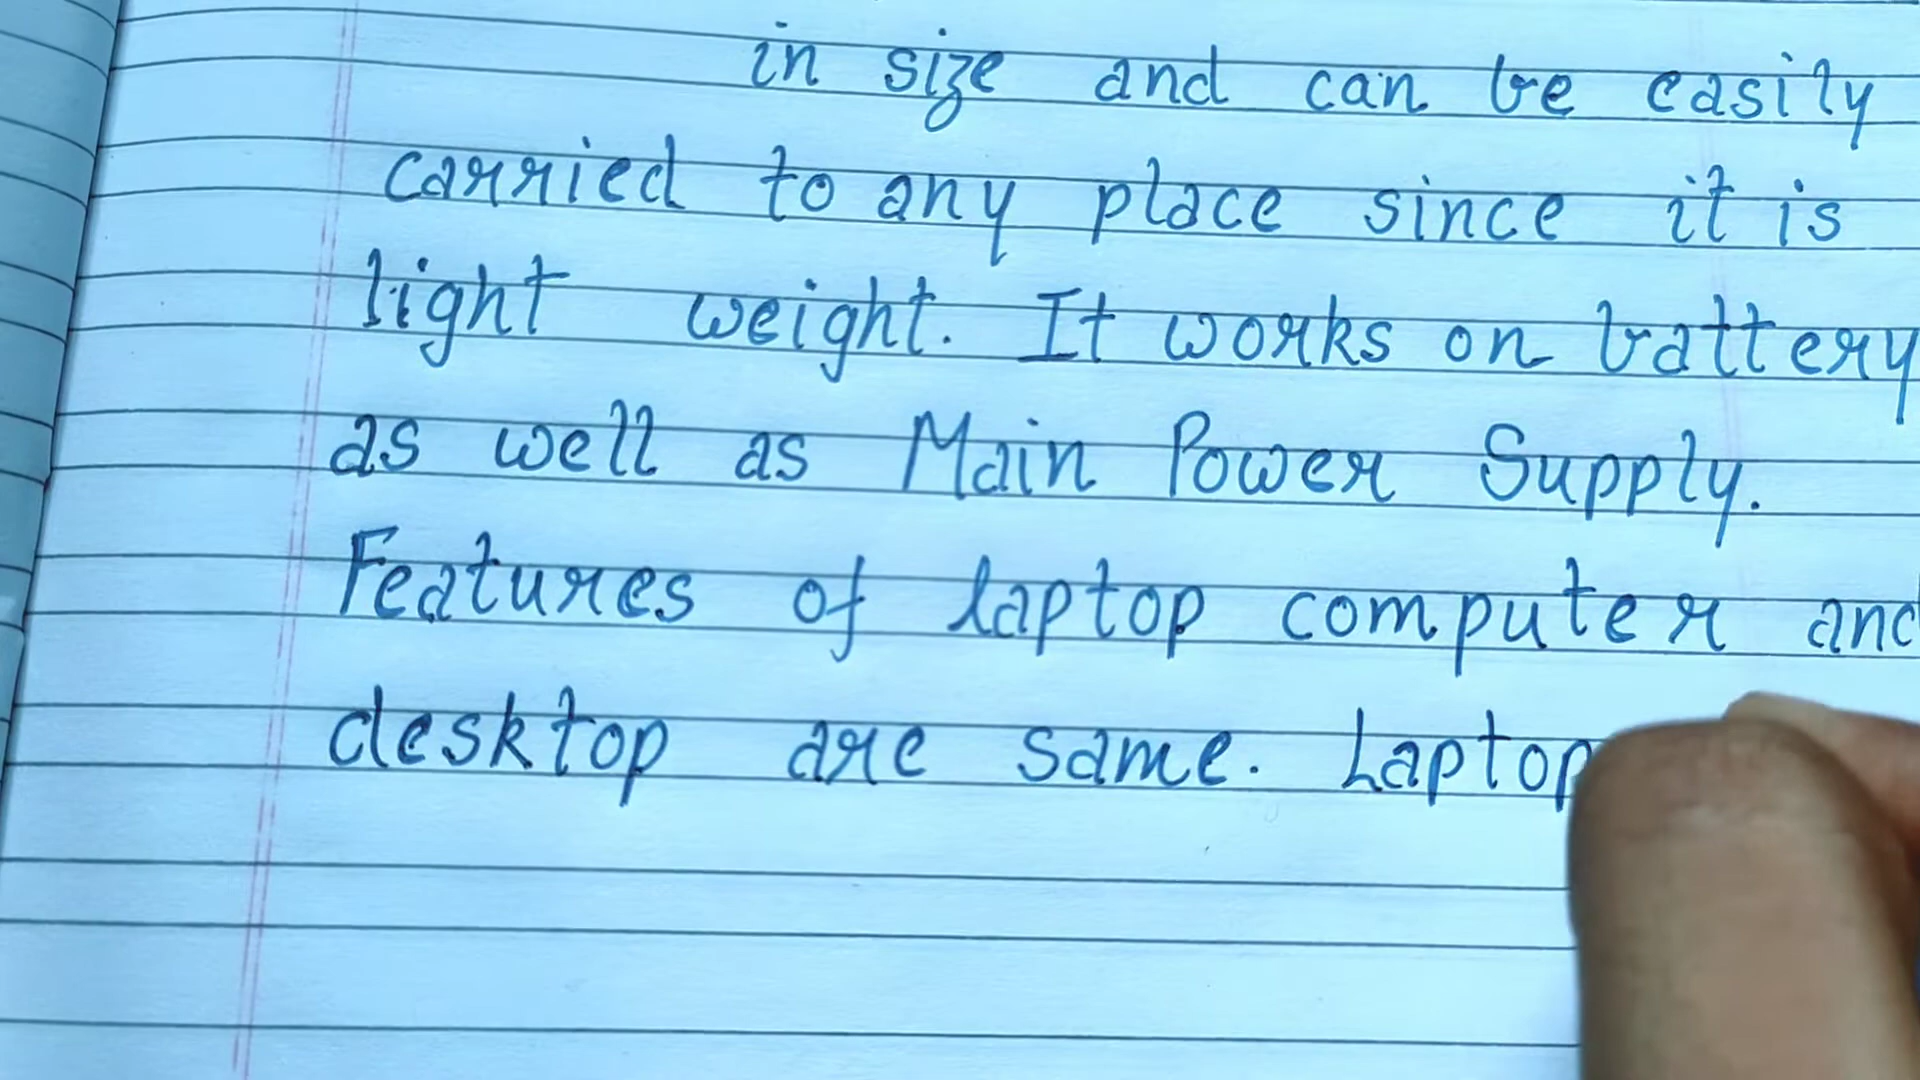 in size and can be easily
carried to any place since it is
light weight. It works on battery
as well as Main Power Supply.
Features of laptop computer and
desktop are same. Laptop